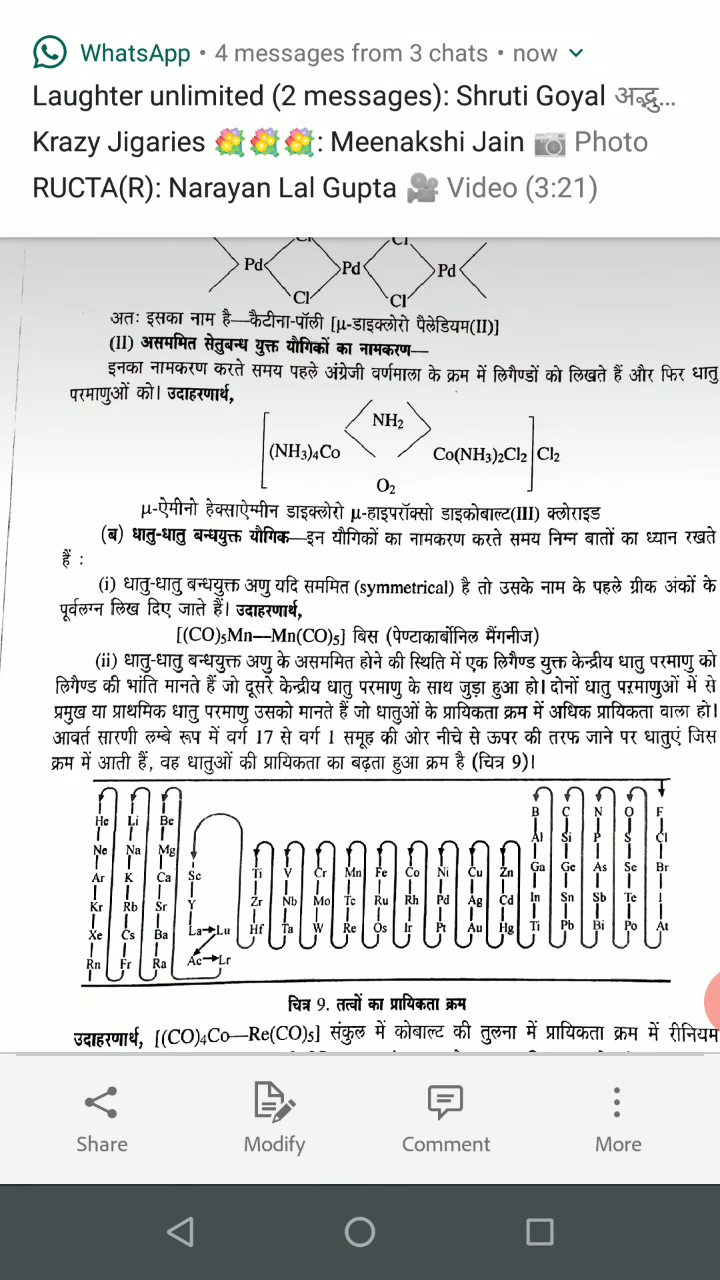 WhatsApp • 4 messages from 3 chats • now
Laughter unlimited (2 messages): Shruti Goyal अद्भु...
Krazy Jigaries 💐💐💐: Meenakshi Jain 📷 Photo
RUCTA(R): Narayan Lal Gupta 🎥 Video (3:21)
Cl Cl
Pd Pd Pd
Cl Cl
अतः इसका नाम है—कैटीना-पॉली [μ-डाइक्लोरो पैलेडियम(II)]
(II) असममित सेतुबन्ध युक्त यौगिकों का नामकरण—
इनका नामकरण करते समय पहले अंग्रेजी वर्णमाला के क्रम में लिगैण्डों को लिखते हैं और फिर धातु
परमाणुओं को। उदाहरणार्थ,
NH2
(NH3)4Co Co(NH3)2Cl2 Cl2
O2
μ-ऐमीनो हेक्साऐम्मीन डाइक्लोरो μ-हाइपरॉक्सो डाइकोबाल्ट(III) क्लोराइड
(ब) धातु-धातु बन्धयुक्त यौगिक—इन यौगिकों का नामकरण करते समय निम्न बातों का ध्यान रखते
हैं :
(i) धातु-धातु बन्धयुक्त अणु यदि सममित (symmetrical) है तो उसके नाम के पहले ग्रीक अंकों के
पूर्वलग्न लिख दिए जाते हैं। उदाहरणार्थ,
[(CO)5Mn—Mn(CO)5] बिस (पेण्टाकार्बोनिल मैंगनीज)
(ii) धातु-धातु बन्धयुक्त अणु के असममित होने की स्थिति में एक लिगैण्ड युक्त केन्द्रीय धातु परमाणु को
लिगैण्ड की भांति मानते हैं जो दूसरे केन्द्रीय धातु परमाणु के साथ जुड़ा हुआ हो। दोनों धातु परमाणुओं में से
प्रमुख या प्राथमिक धातु परमाणु उसको मानते हैं जो धातुओं के प्रायिकता क्रम में अधिक प्रायिकता वाला हो।
आवर्त सारणी लम्बे रूप में वर्ग 17 से वर्ग 1 समूह की ओर नीचे से ऊपर की तरफ जाने पर धातुएं जिस
क्रम में आती हैं, वह धातुओं की प्रायिकता का बढ़ता हुआ क्रम है (चित्र 9)।
B C N O F
He Li Be Al Si P S Cl
Ne Na Mg
Ar K Ca Sc Ti V Cr Mn Fe Co Ni Cu Zn Ga Ge As Se Br
Kr Rb Sr Y Zr Nb Mo Tc Ru Rh Pd Ag Cd In Sn Sb Te I
Xe Cs Ba La Lu Hf Ta W Re Os Ir Pt Au Hg Ti Pb Bi Po At
Rn Fr Ra Ac Lr
चित्र 9. तत्वों का प्रायिकता क्रम
उदाहरणार्थ, [(CO)4Co—Re(CO)5] संकुल में कोबाल्ट की तुलना में प्रायिकता क्रम में रीनियम
Share Modify Comment More